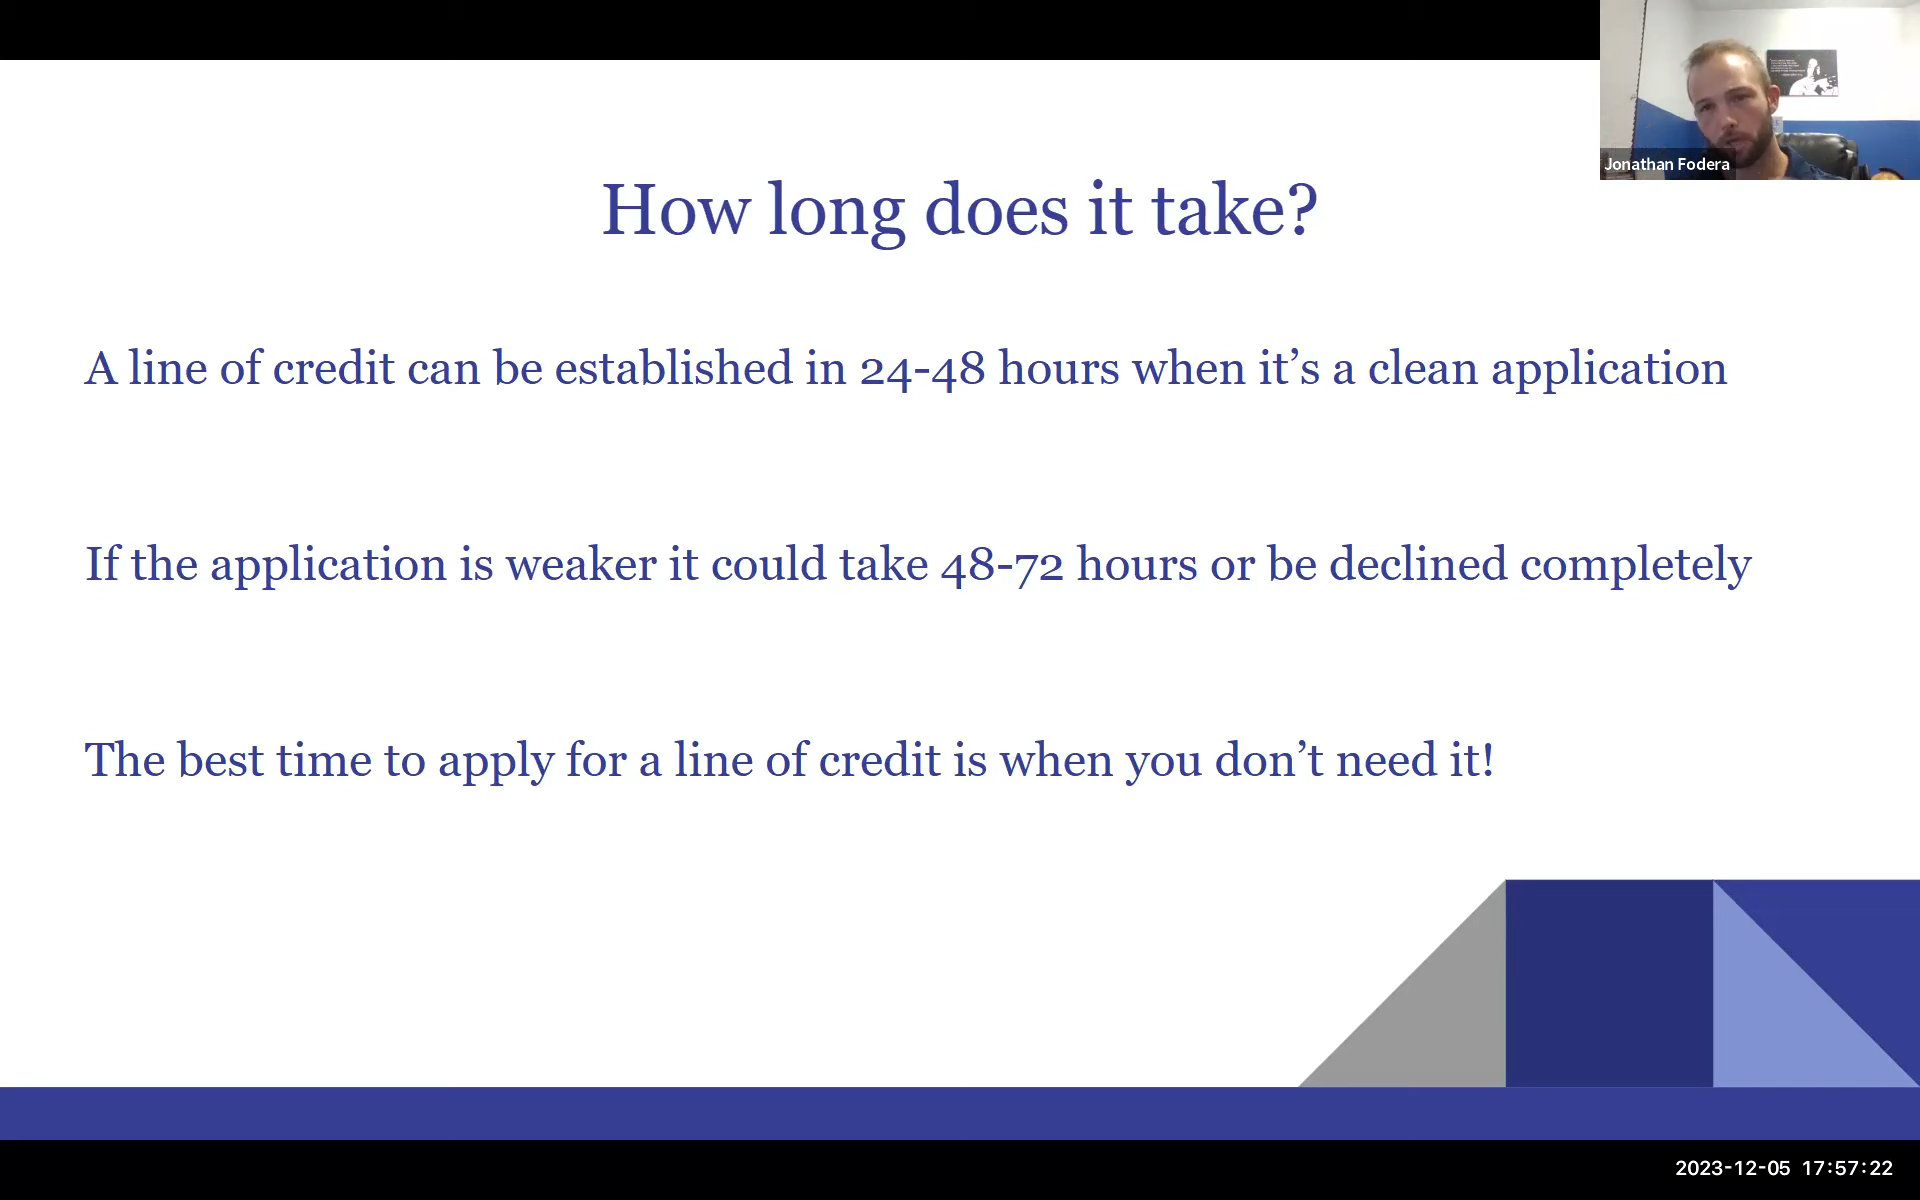 Jonathan Fodera
How long does it take?
A line of credit can be established in 24-48 hours when it’s a clean application
If the application is weaker it could take 48-72 hours or be declined completely
The best time to apply for a line of credit is when you don’t need it!
2023-12-05 17:57:22